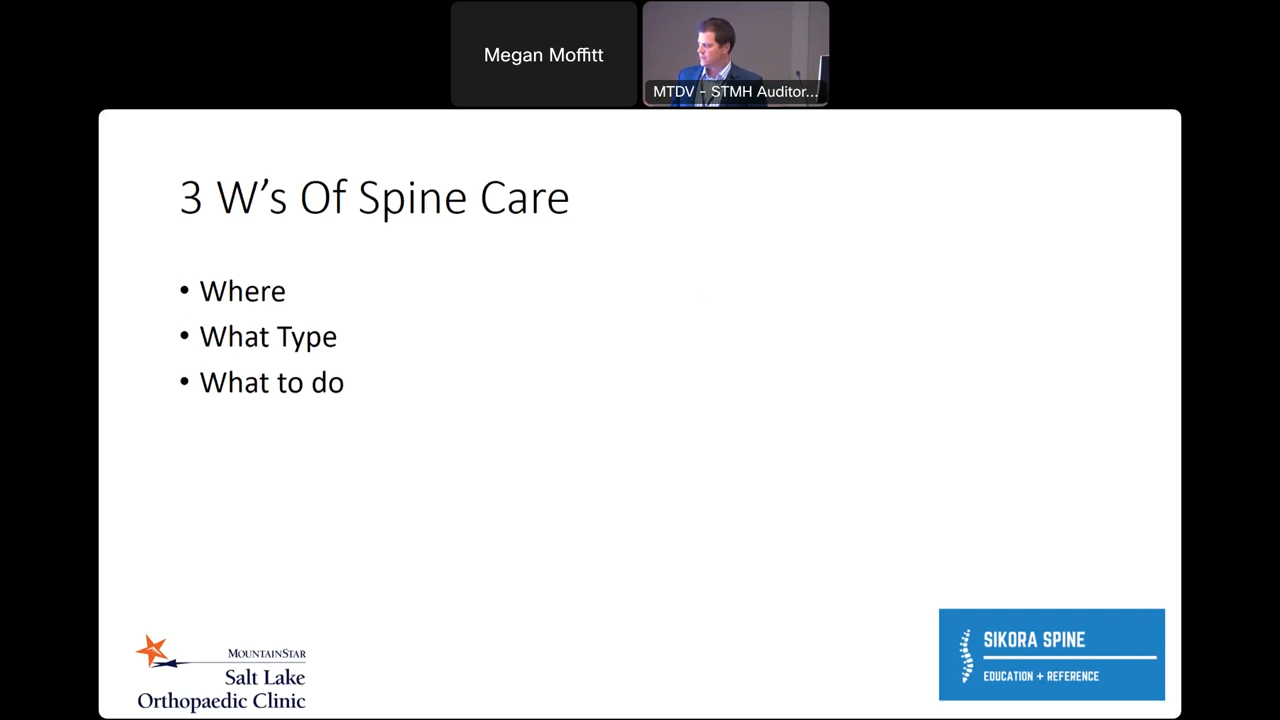 Megan Moffitt
MTDV - STMH Auditor...
3 W’s Of Spine Care
• Where
• What Type
• What to do
MOUNTAINSTAR
Salt Lake
Orthopaedic Clinic
SIKORA SPINE
EDUCATION + REFERENCE